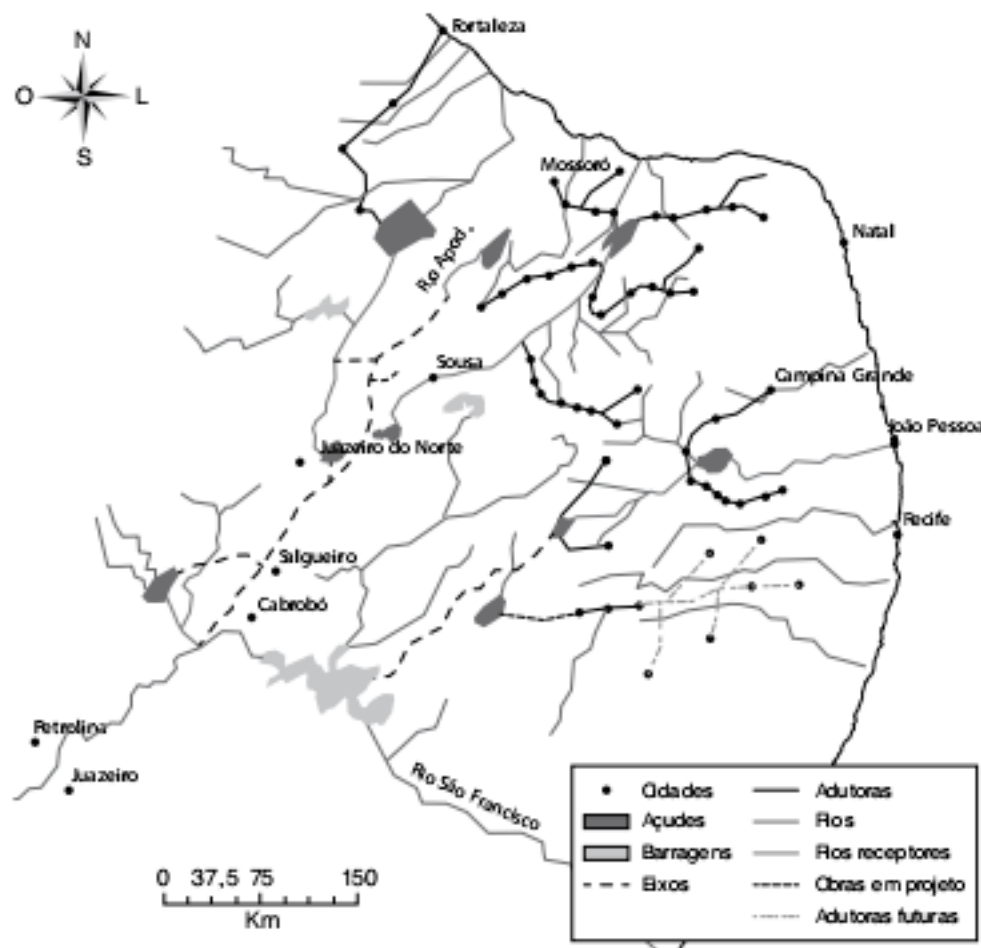 Fortaleza
N
O
L
S
Mossoró
Natal
Rio Apod
Sousa
Campina Grande
João Pessoa
Juazeiro do Norte
Recife
Salgueiro
Cabrobó
Petrolina
Juazeiro
Rio São Francisco
Cidades
Adutoras
Açudes
Rios
Barragens
Rios receptores
Eixos
Obras em projeto
Adutoras futuras
0 37,5 75 150
Km